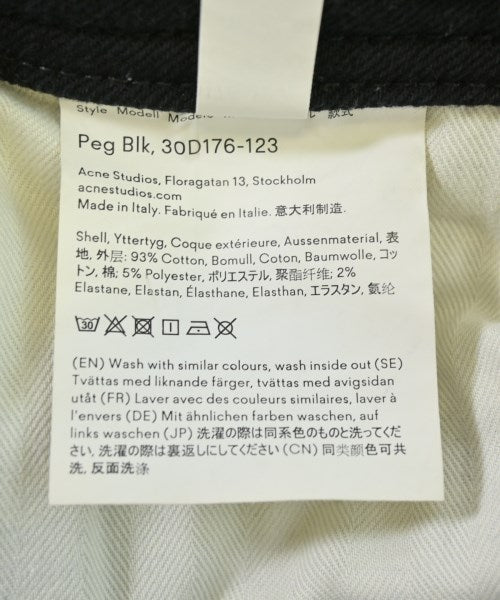 Style Modell Modèle 款式
Peg Blk, 30D176-123
Acne Studios, Floragatan 13, Stockholm
acnestudios.com
Made in Italy. Fabriqué en Italie. 意大利制造.
Shell, Yttertyg, Coque extérieure, Aussenmaterial, 表
地, 外层: 93% Cotton, Bomull, Coton, Baumwolle, コッ
トン, 棉; 5% Polyester, ポリエステル, 聚酯纤维; 2%
Elastane, Elastan, Élasthane, Elasthan, エラスタン, 氨纶
30
(EN) Wash with similar colours, wash inside out (SE)
Tvättas med liknande färger, tvättas med avigsidan
utåt (FR) Laver avec des couleurs similaires, laver à
l'envers (DE) Mit ähnlichen farben waschen, auf
links waschen (JP) 洗濯の際は同系色のものと洗ってくだ
さい, 洗濯の際は裏返しにしてください (CN) 同类颜色可共
洗, 反面洗涤